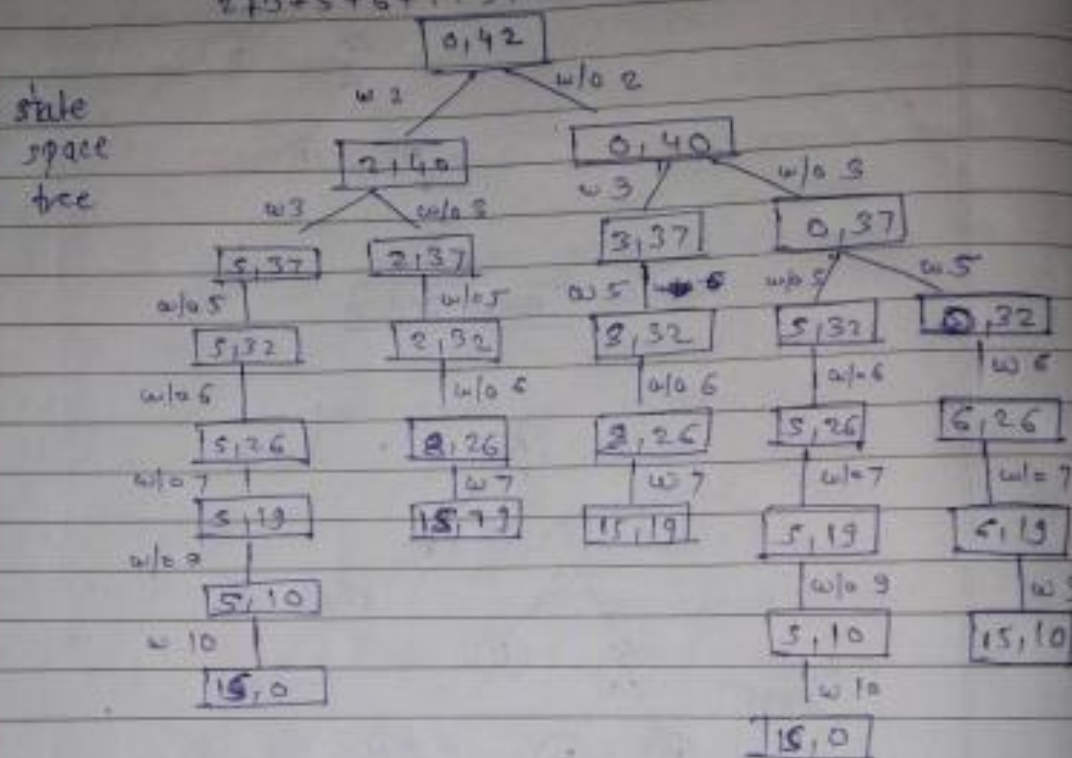 0,42
w 2 w/o 2
state
space
tree
2,40 0,40
w3 w/o 3 w 3 w/o 3
5,37 2,37 3,37 0,37
w/o 5 w/o 5 w 5 w/o 5 w 5
5,32 2,32 8,32 5,32 0,32
w/o 6 w/o 6 w/o 6 w/o 6 w 6
5,26 8,26 8,26 5,26 6,26
w/o 7 w 7 w 7 w/o 7 w/o 7
5,19 15,19 15,19 5,19 6,19
w/o 9 w/o 9 w 9
5,10 5,10 15,10
w 10 w 10
15,0 15,0